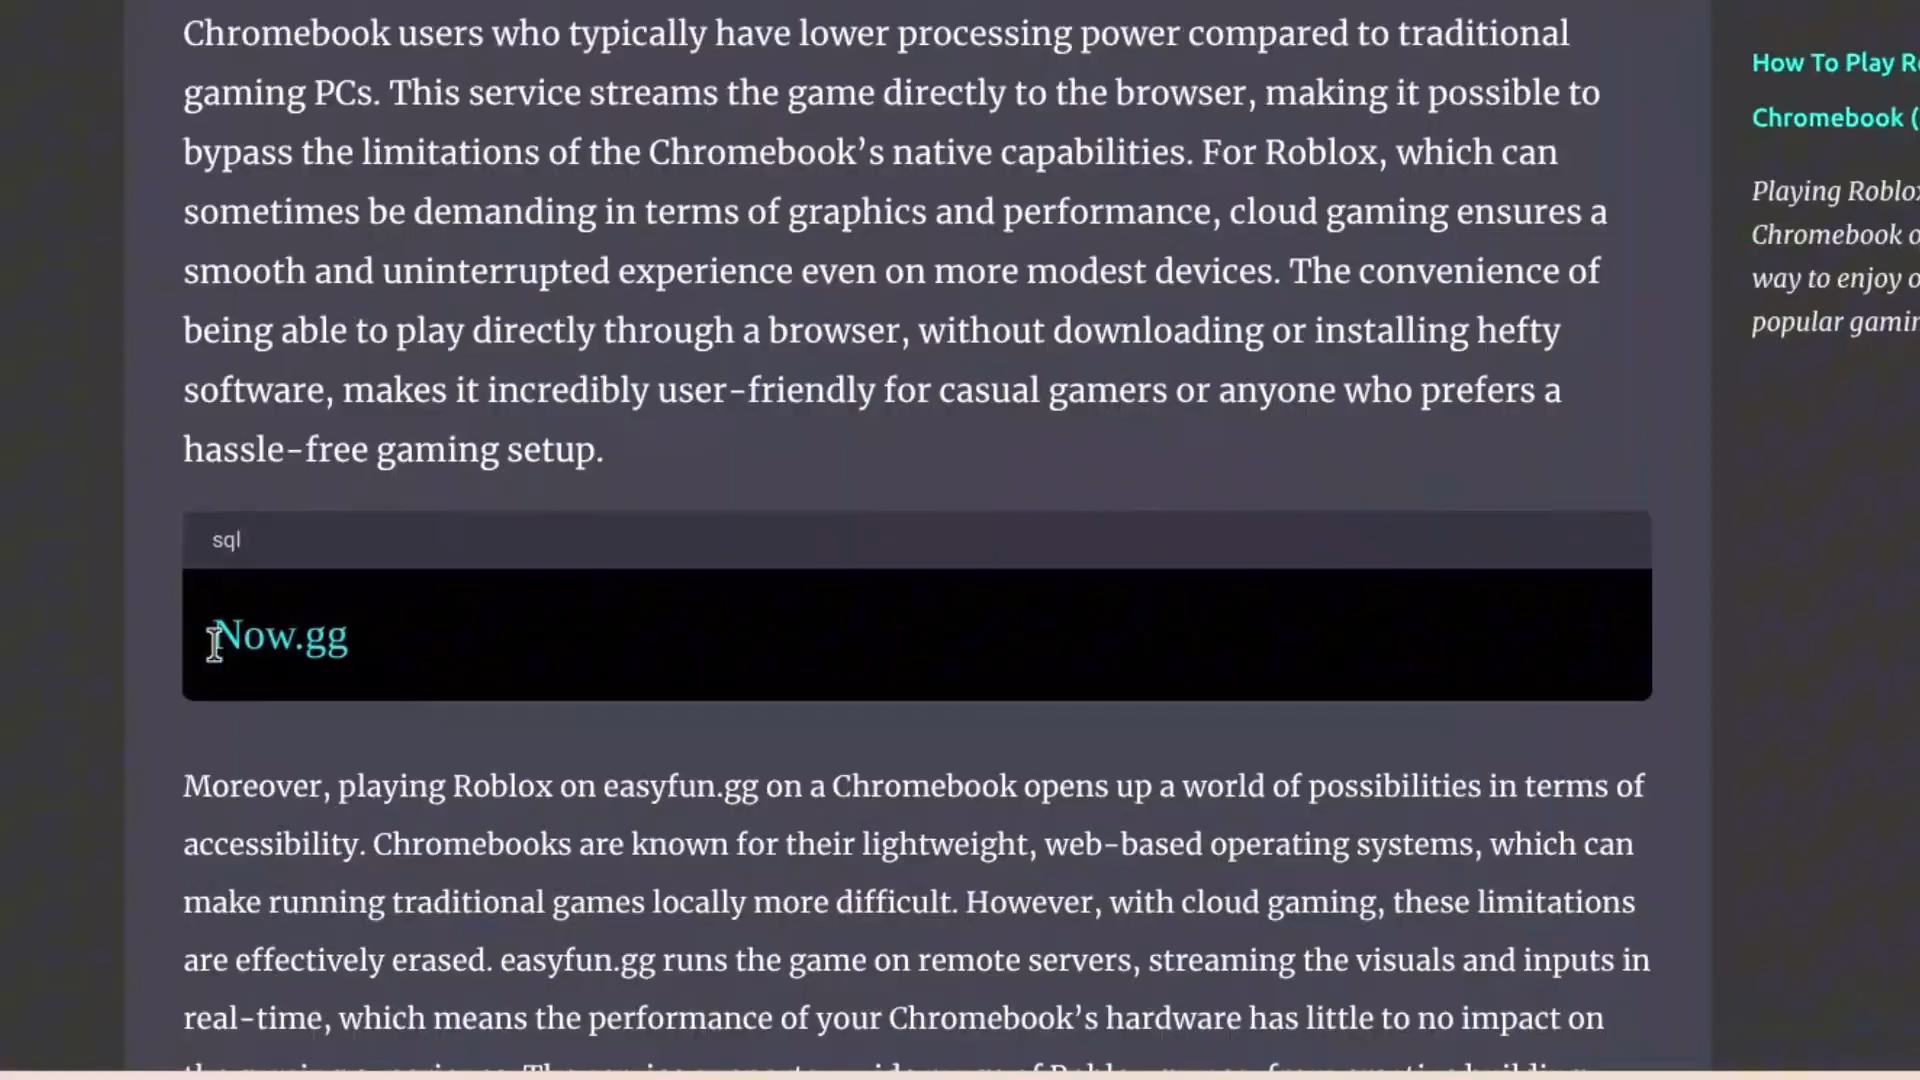 Chromebook users who typically have lower processing power compared to traditional
gaming PCs. This service streams the game directly to the browser, making it possible to
bypass the limitations of the Chromebook’s native capabilities. For Roblox, which can
sometimes be demanding in terms of graphics and performance, cloud gaming ensures a
smooth and uninterrupted experience even on more modest devices. The convenience of
being able to play directly through a browser, without downloading or installing hefty
software, makes it incredibly user-friendly for casual gamers or anyone who prefers a
hassle-free gaming setup.
sql
Now.gg
Moreover, playing Roblox on easyfun.gg on a Chromebook opens up a world of possibilities in terms of
accessibility. Chromebooks are known for their lightweight, web-based operating systems, which can
make running traditional games locally more difficult. However, with cloud gaming, these limitations
are effectively erased. easyfun.gg runs the game on remote servers, streaming the visuals and inputs in
real-time, which means the performance of your Chromebook’s hardware has little to no impact on
How To Play
Chromebook (
Playing Roblox
Chromebook
way to enjoy
popular